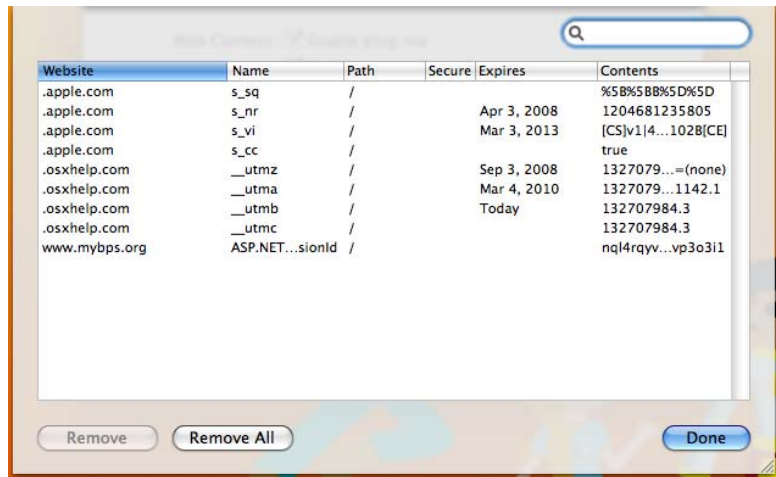 Website Name Path Secure Expires Contents
.apple.com s_sq / %5B%5BB%5D%5D
.apple.com s_nr / Apr 3, 2008 1204681235805
.apple.com s_vi / Mar 3, 2013 [CS]v1|4...102B[CE]
.apple.com s_cc / true
.osxhelp.com __utmz / Sep 3, 2008 1327079...=(none)
.osxhelp.com __utma / Mar 4, 2010 1327079...1142.1
.osxhelp.com __utmb / Today 132707984.3
.osxhelp.com __utmc / 132707984.3
www.mybps.org ASP.NET...sionId / nql4rqyv...vp3o3i1
Remove Remove All Done